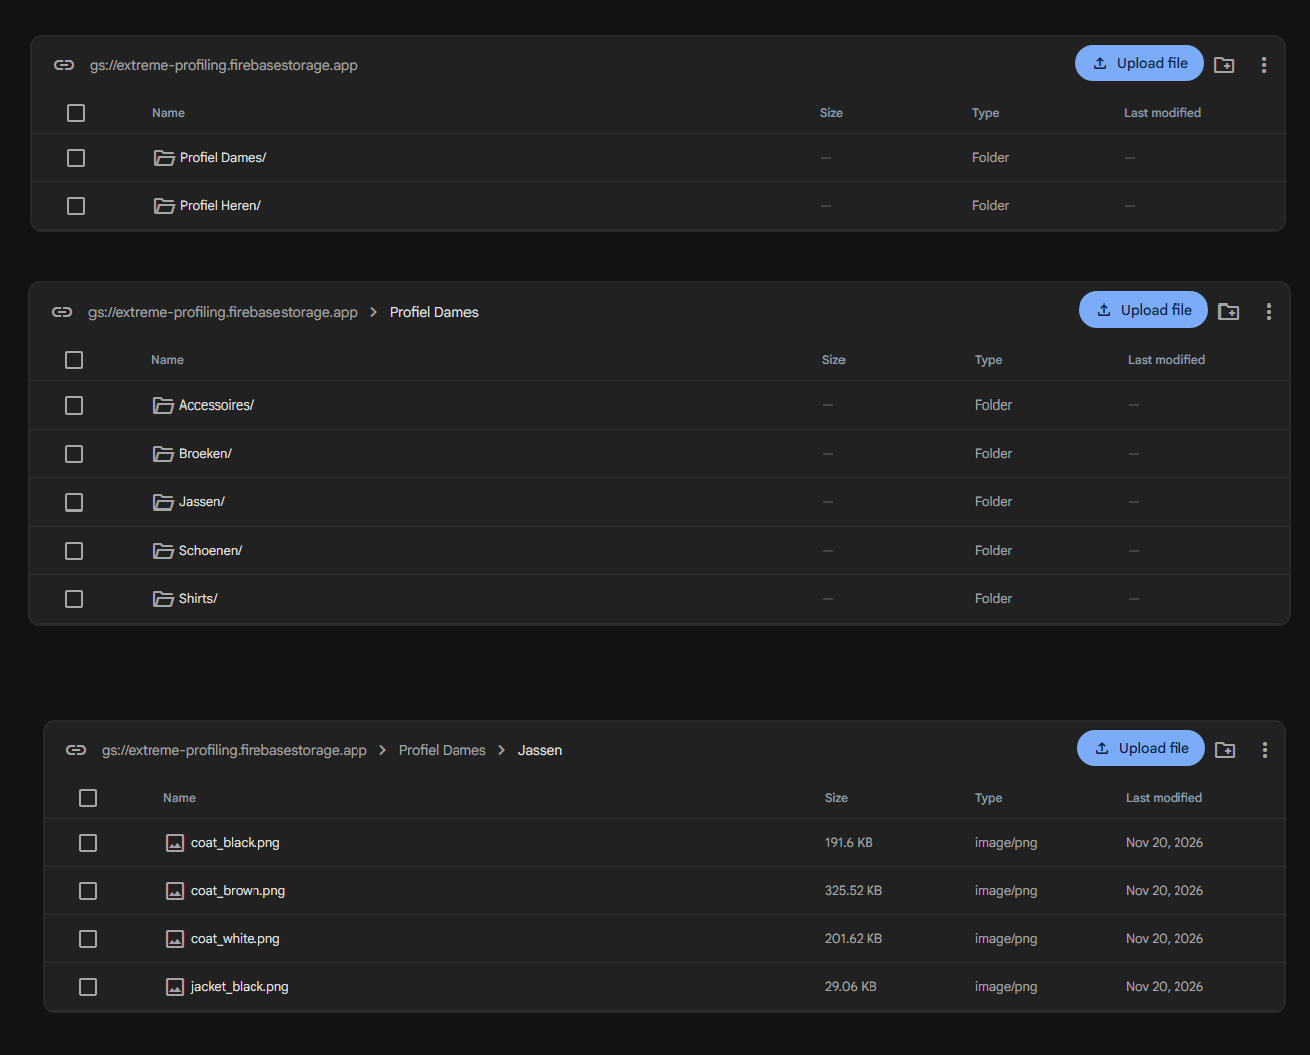 gs://extreme-profiling.firebasestorage.app Upload file
Name Size Type Last modified
Profiel Dames/ — Folder —
Profiel Heren/ — Folder —
gs://extreme-profiling.firebasestorage.app > Profiel Dames Upload file
Name Size Type Last modified
Accessoires/ — Folder —
Broeken/ — Folder —
Jassen/ — Folder —
Schoenen/ — Folder —
Shirts/ — Folder —
gs://extreme-profiling.firebasestorage.app > Profiel Dames > Jassen Upload file
Name Size Type Last modified
coat_black.png 191.6 KB image/png Nov 20, 2026
coat_brown.png 325.52 KB image/png Nov 20, 2026
coat_white.png 201.62 KB image/png Nov 20, 2026
jacket_black.png 29.06 KB image/png Nov 20, 2026